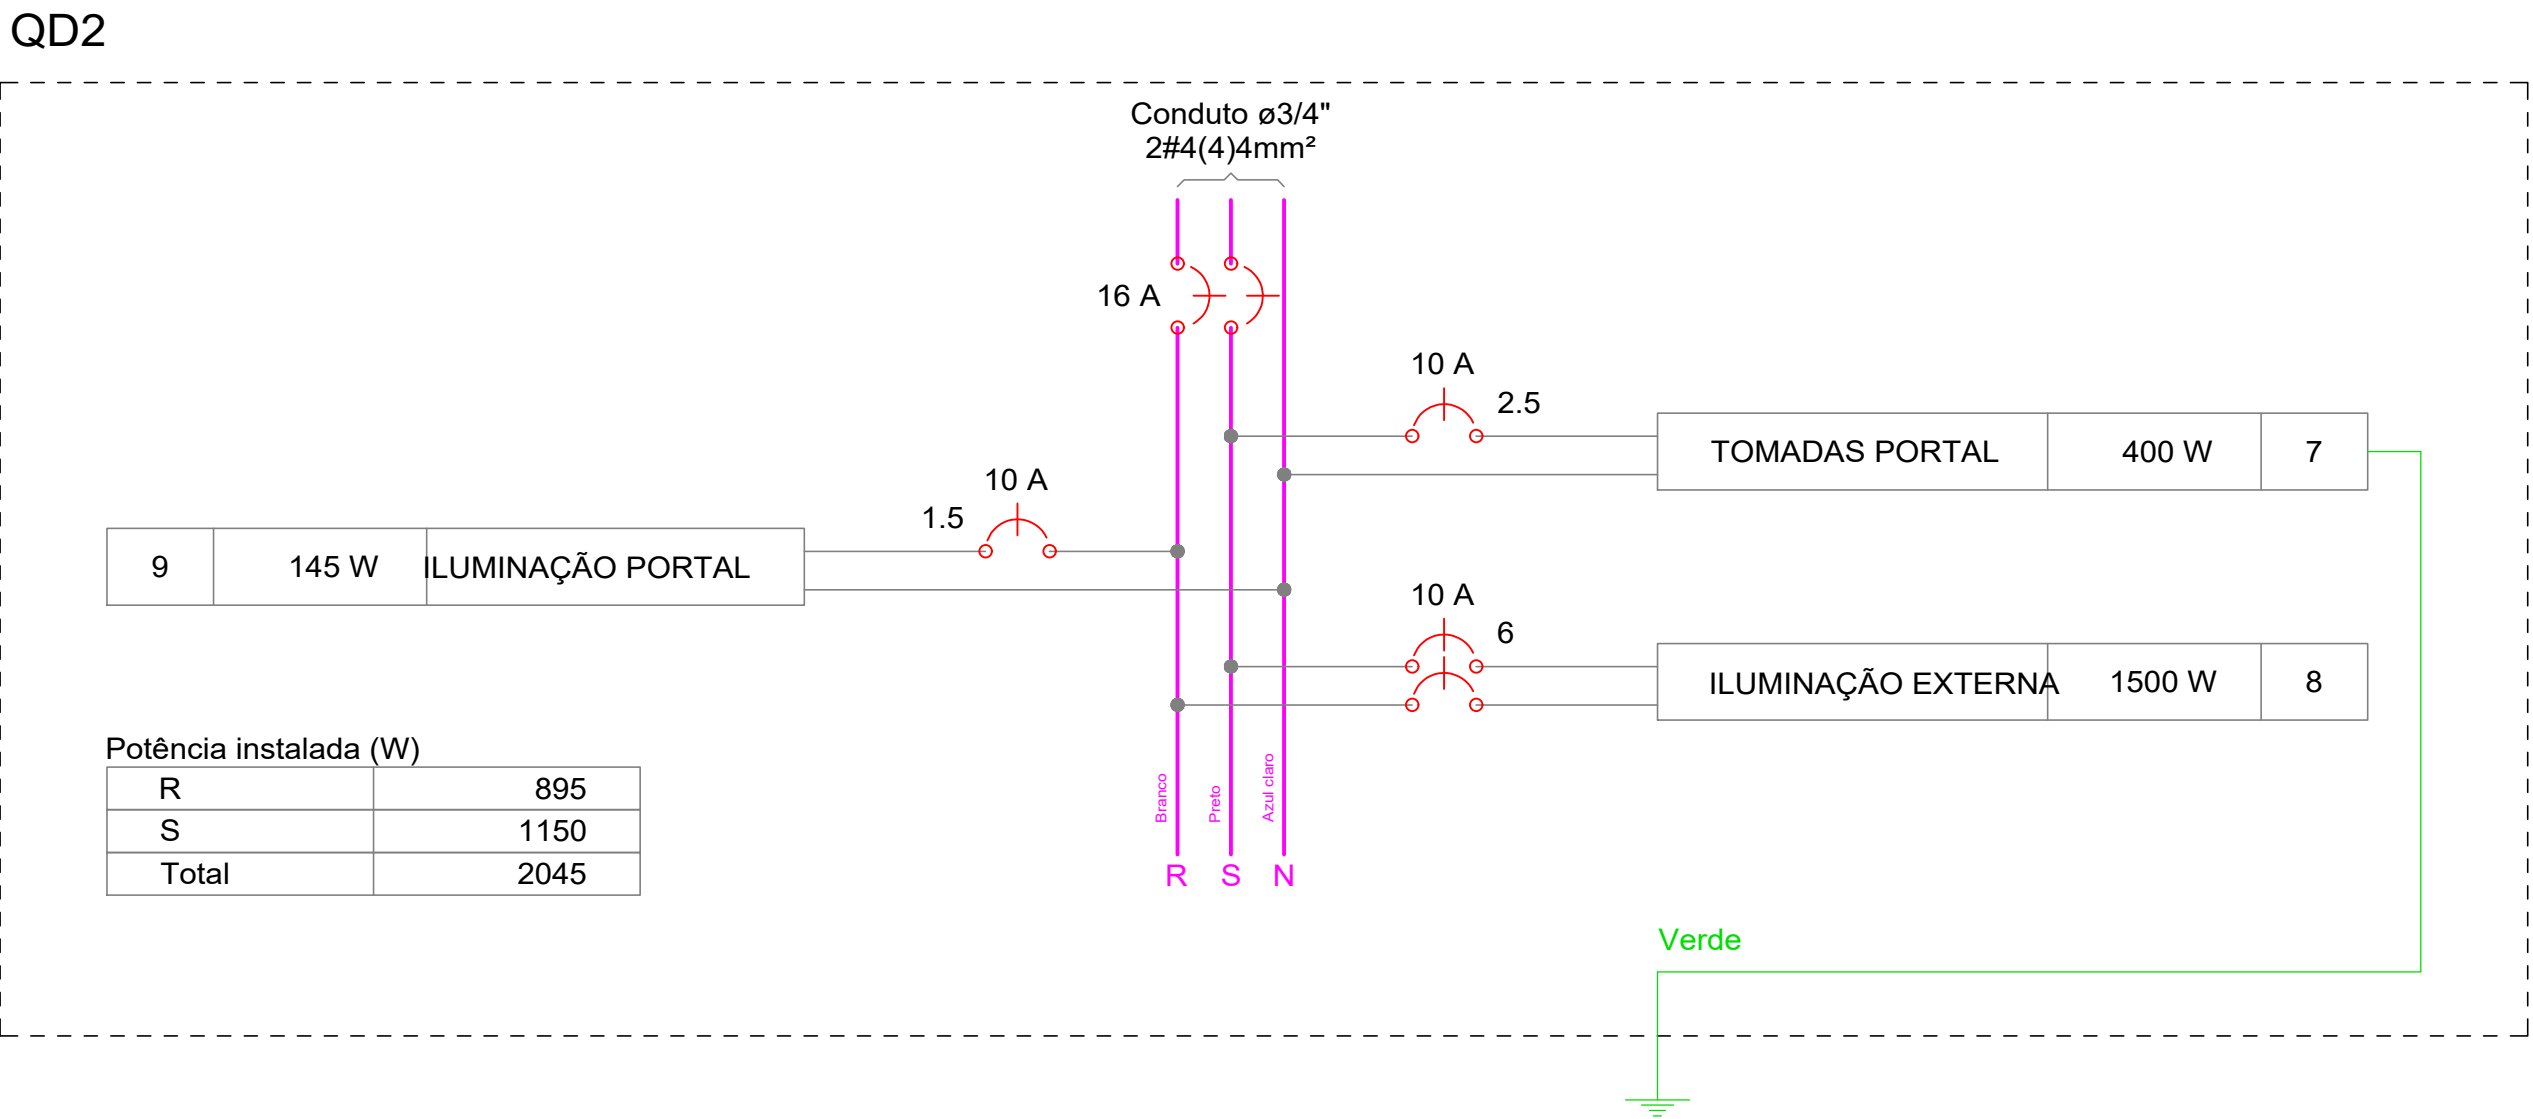 QD2
Conduto ø3/4"
2#4(4)4mm²
16 A
10 A
2.5
TOMADAS PORTAL 400 W 7
10 A
1.5
9 145 W ILUMINAÇÃO PORTAL
10 A
6
ILUMINAÇÃO EXTERNA 1500 W 8
Potência instalada (W)
R 895
S 1150
Total 2045
Branco
Preto
Azul claro
R S N
Verde